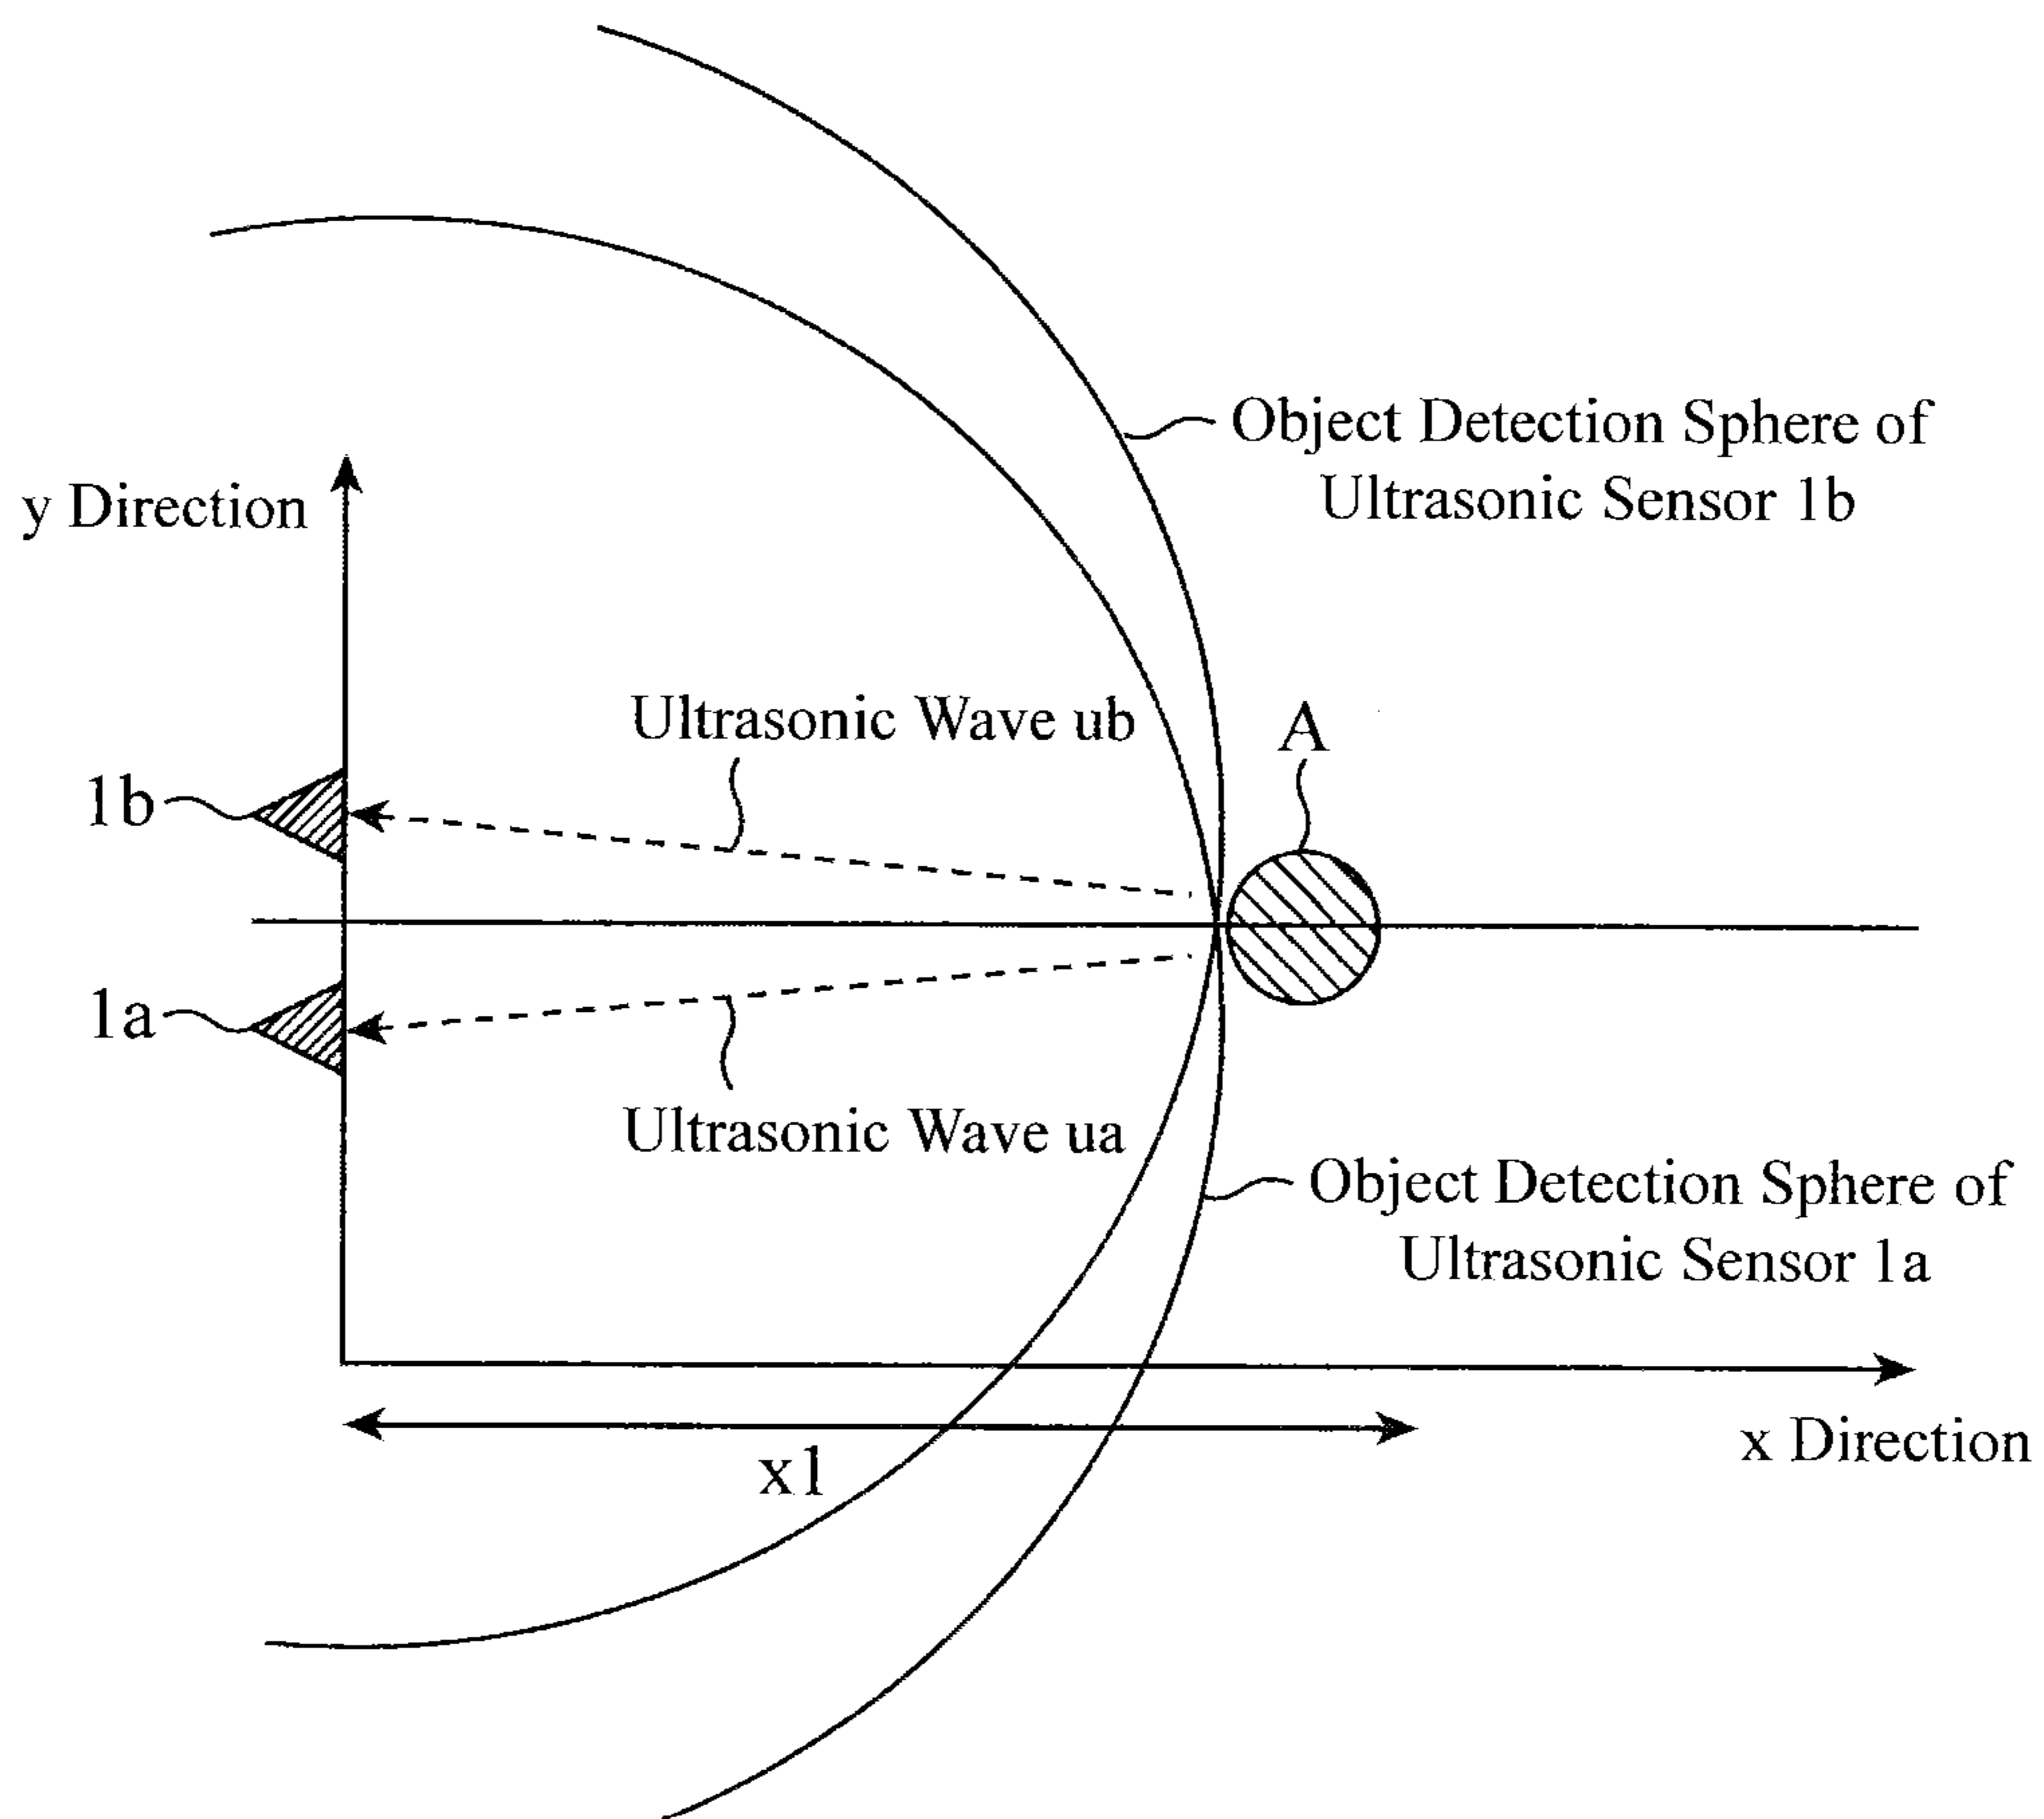 Object Detection Sphere of
Ultrasonic Sensor 1b
y Direction
Ultrasonic Wave ub
A
1b
1a
Ultrasonic Wave ua
Object Detection Sphere of
Ultrasonic Sensor 1a
x Direction
x1